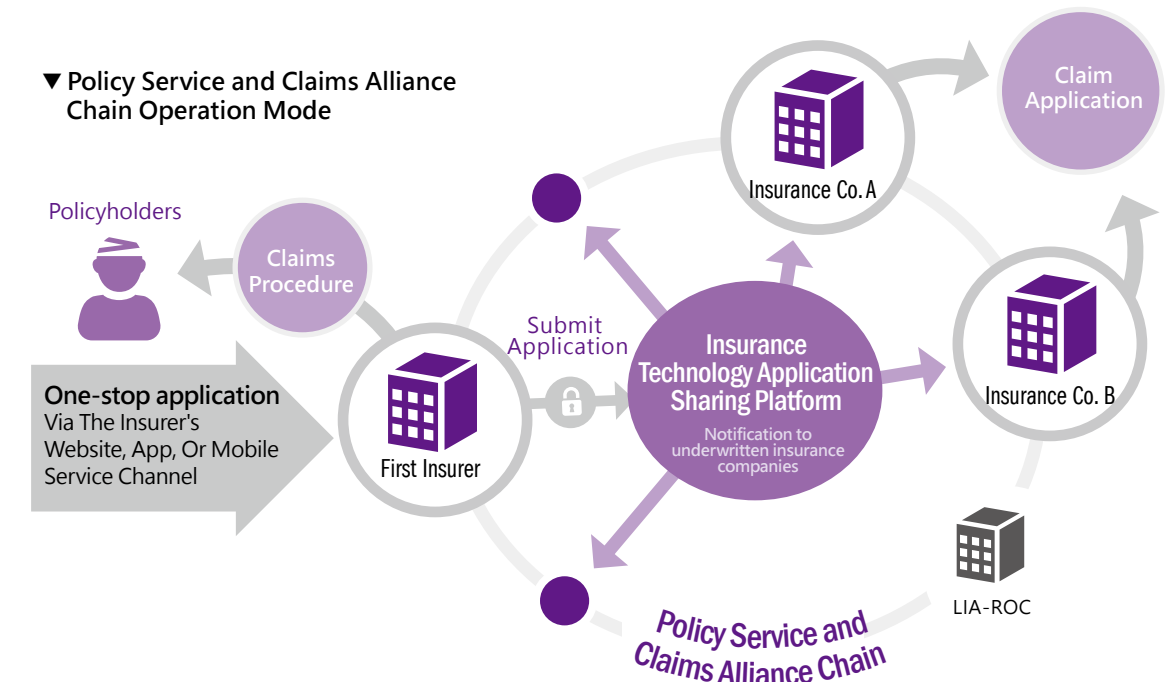 ▼ Policy Service and Claims Alliance
Chain Operation Mode
Policyholders
Claims
Procedure
One-stop application
Via The Insurer's
Website, App, Or Mobile
Service Channel
First Insurer
Submit
Application
Insurance
Technology Application
Sharing Platform
Notification to
underwritten insurance
companies
Insurance Co. A
Claim
Application
Insurance Co. B
LIA-ROC
Policy Service and
Claims Alliance Chain